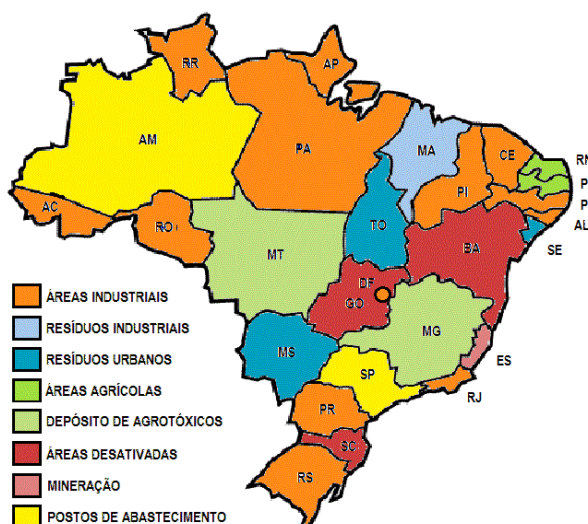 RR
AP
AM
PA
MA
CE
RN
P
PI
P
AC
RO
TO
AL
BA
SE
MT
DF
GO
MG
ES
MS
SP
RJ
PR
SC
RS
ÁREAS INDUSTRIAIS
RESÍDUOS INDUSTRIAIS
RESÍDUOS URBANOS
ÁREAS AGRÍCOLAS
DEPÓSITO DE AGROTÓXICOS
ÁREAS DESATIVADAS
MINERAÇÃO
POSTOS DE ABASTECIMENTO